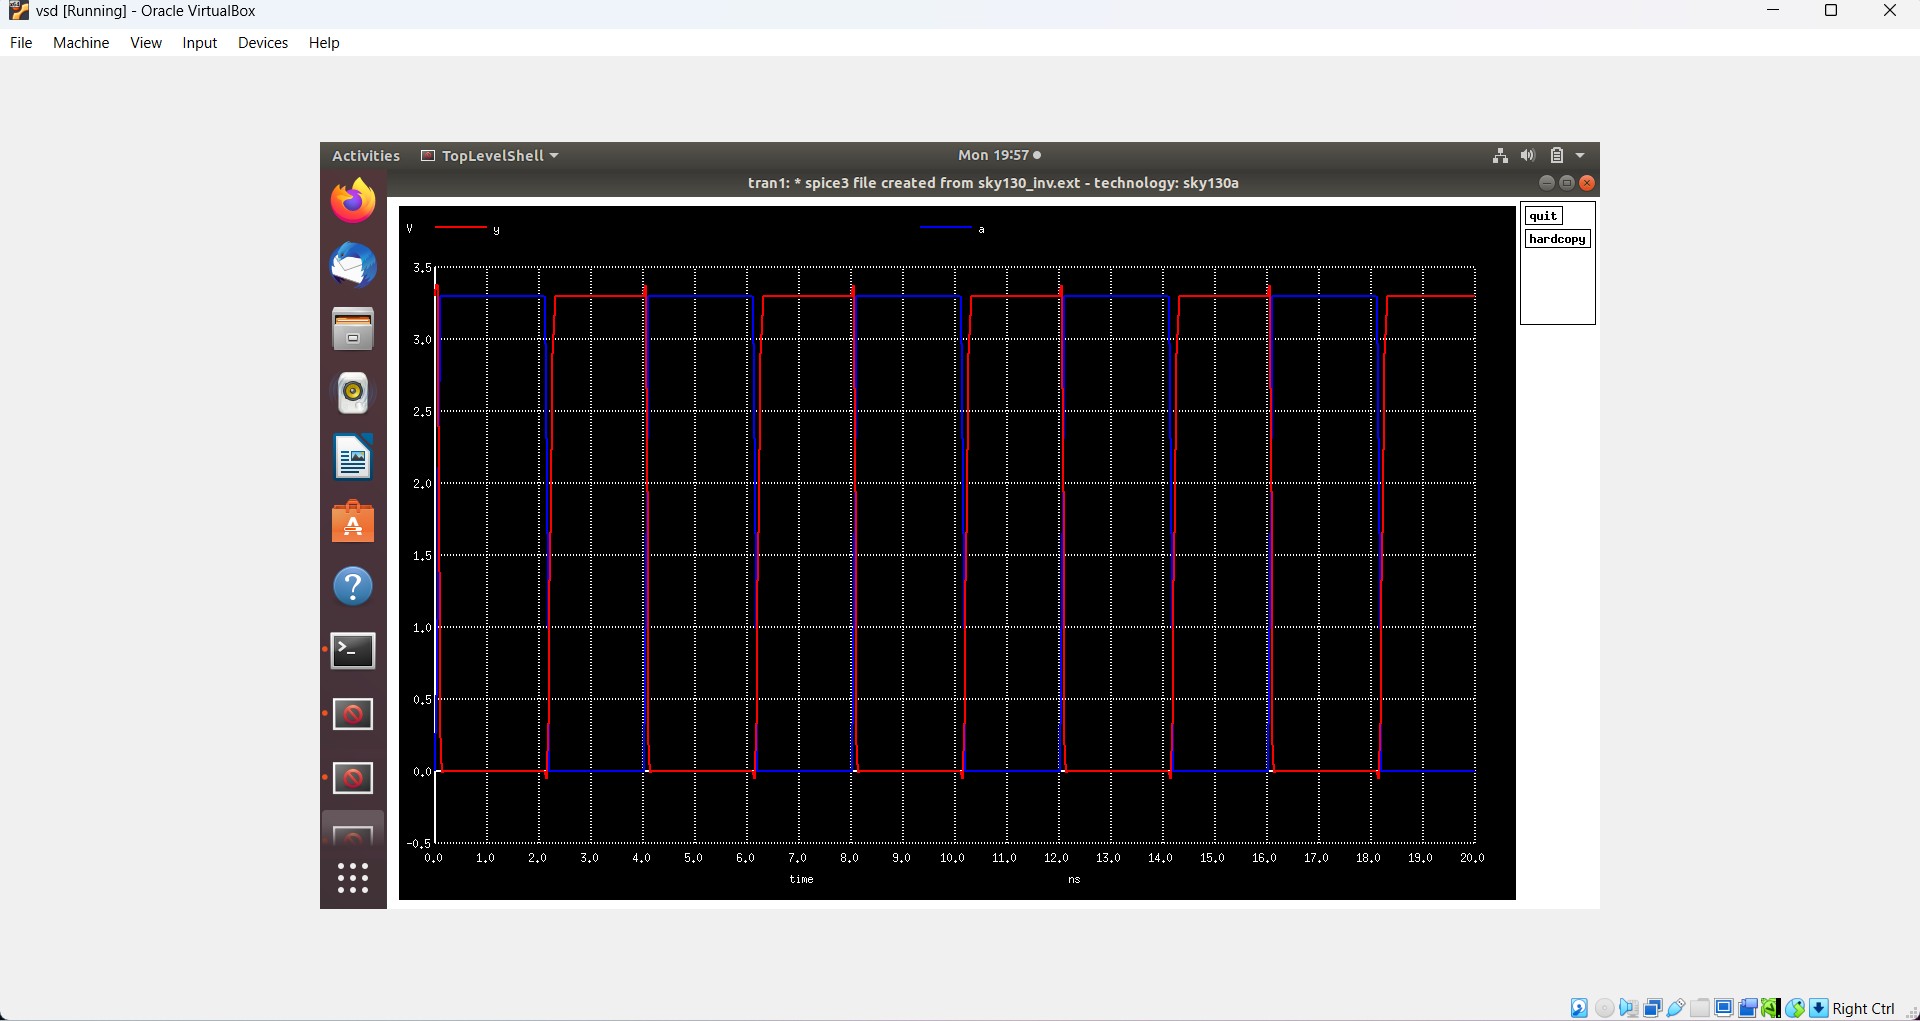 vsd [Running] - Oracle VirtualBox
File Machine View Input Devices Help
Activities TopLevelShell Mon 19:57
tran1: * spice3 file created from sky130_inv.ext - technology: sky130a
V y a
quit
hardcopy
3.5
3.0
2.5
2.0
1.5
1.0
0.5
0.0
-0.5
0.0 1.0 2.0 3.0 4.0 5.0 6.0 7.0 8.0 9.0 10.0 11.0 12.0 13.0 14.0 15.0 16.0 17.0 18.0 19.0 20.0
time ns
Right Ctrl